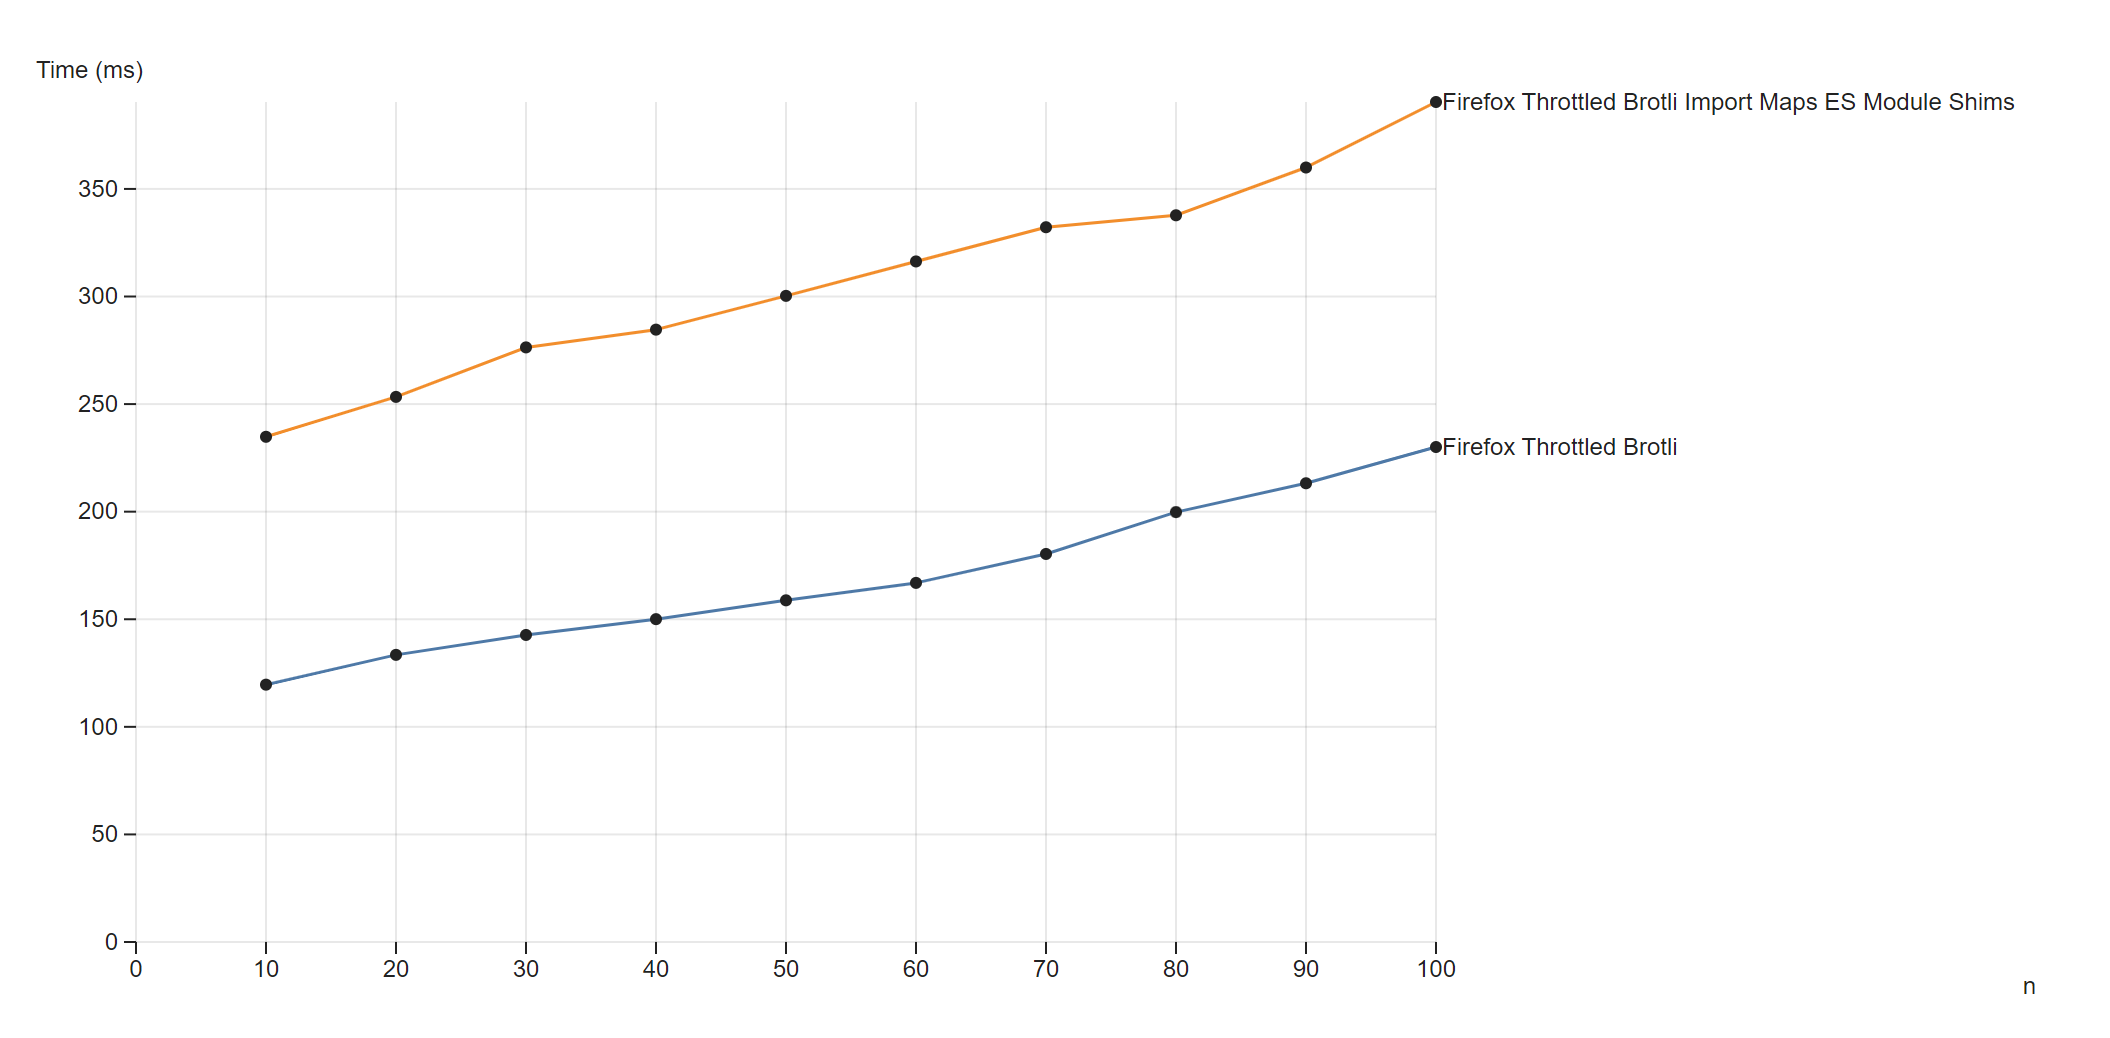 Time (ms)
Firefox Throttled Brotli Import Maps ES Module Shims
350
300
250
Firefox Throttled Brotli
200
150
100
50
0
0 10 20 30 40 50 60 70 80 90 100
n